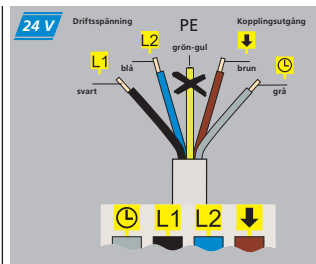 24 V
Driftsspänning
PE
Kopplingsutgång
L2
grön-gul
L1
blå
brun
svart
grå
L1 L2